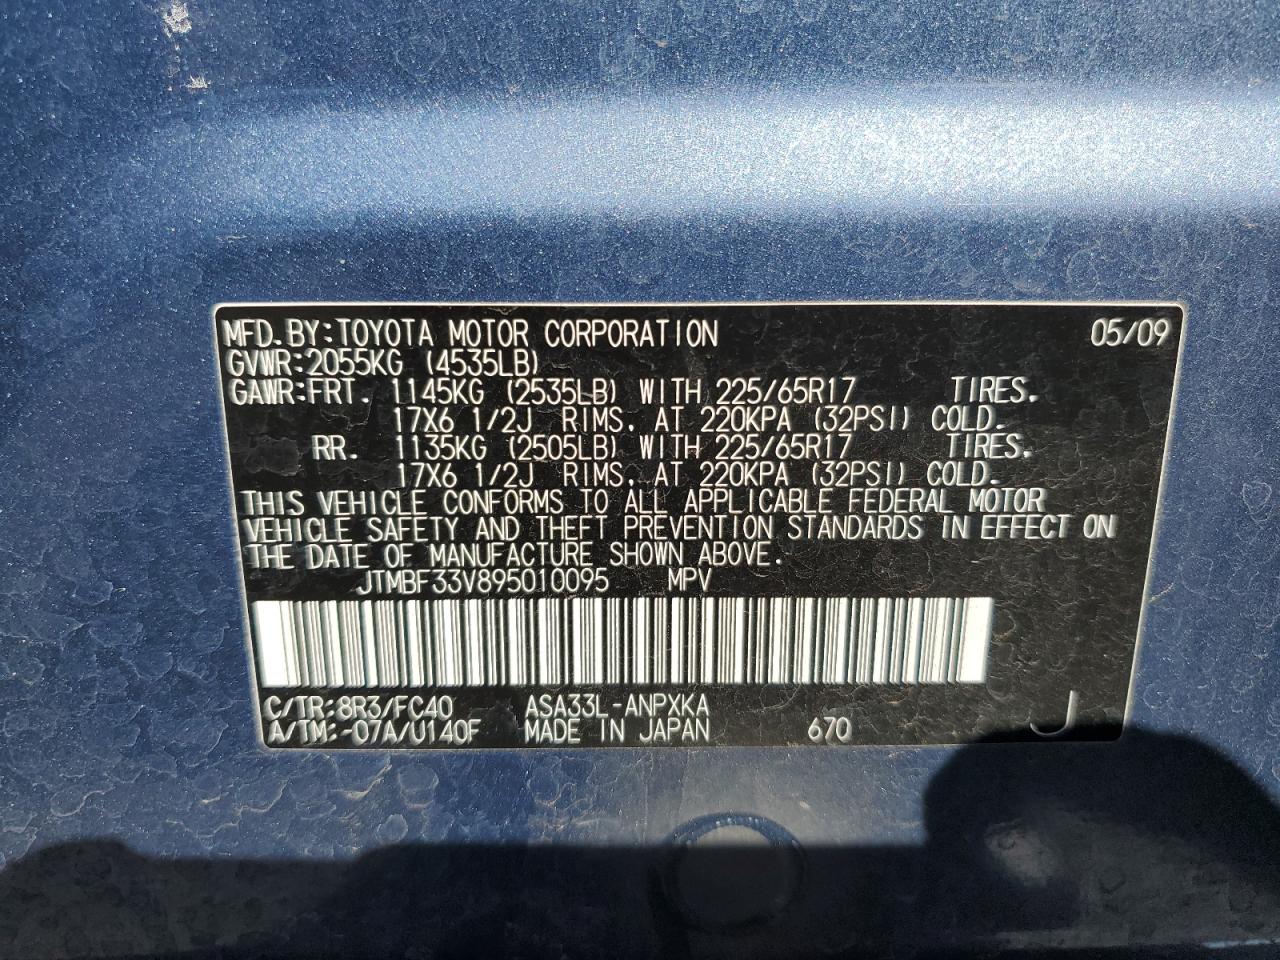 MFD.BY:TOYOTA MOTOR CORPORATION 05/09
GVWR:2055KG (4535LB)
GAWR:FRT. 1145KG (2535LB) WITH 225/65R17 TIRES.
17X6 1/2J RIMS. AT 220KPA (32PSI) COLD.
RR. 1135KG (2505LB) WITH 225/65R17 TIRES.
17X6 1/2J RIMS. AT 220KPA (32PSI) COLD.
THIS VEHICLE CONFORMS TO ALL APPLICABLE FEDERAL MOTOR
VEHICLE SAFETY AND THEFT PREVENTION STANDARDS IN EFFECT ON
THE DATE OF MANUFACTURE SHOWN ABOVE.
JTMBF33V895010095 MPV
C/TR:8R3/FC40 ASA33L-ANPXKA
A/TM:-07A/U140F MADE IN JAPAN 670 J